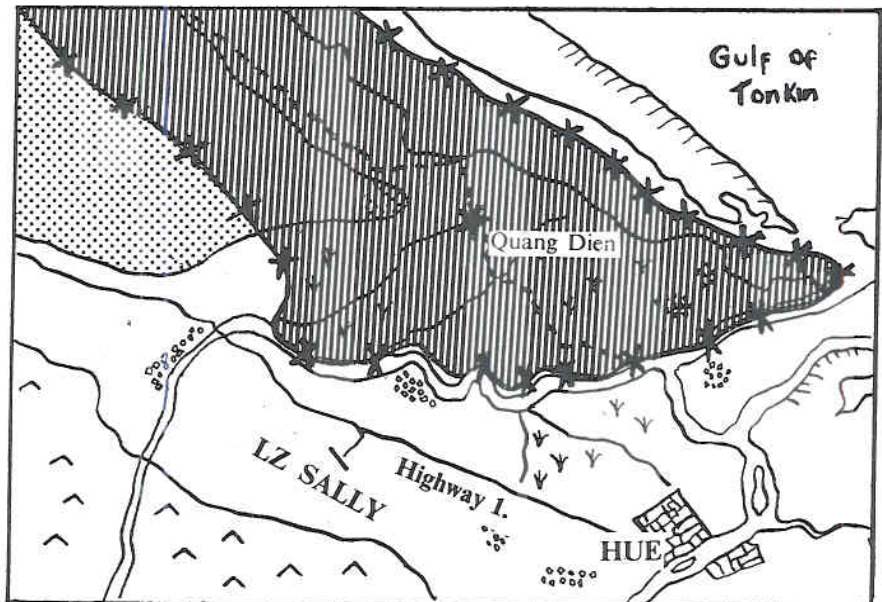 Gulf of
Tonkin
Quang Dien
LZ SALLY
Highway 1.
HUE